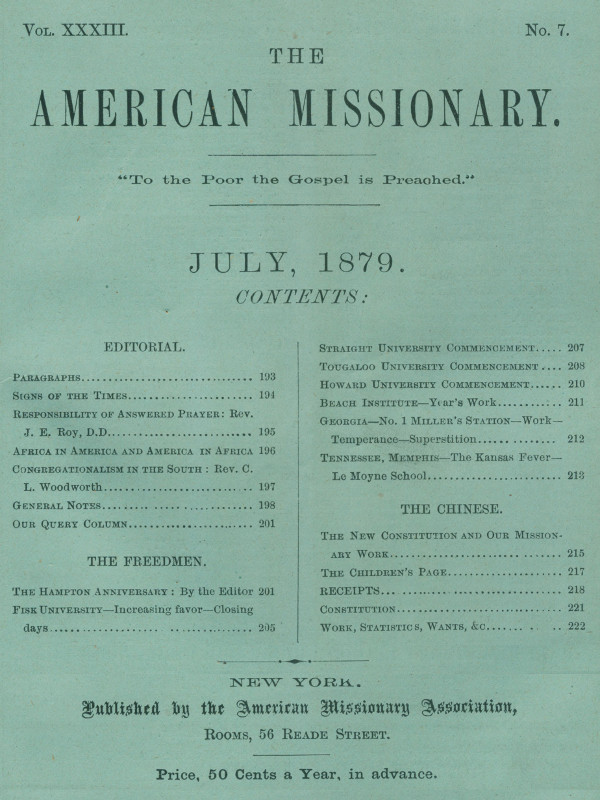 VOL. XXXIII.
No. 7.
THE
AMERICAN MISSIONARY.
“To the Poor the Gospel is Preached.”
JULY, 1879.
CONTENTS:
EDITORIAL.
PARAGRAPHS.......................... 193
SIGNS OF THE TIMES.................. 194
RESPONSIBILITY OF ANSWERED PRAYER: Rev.
J. E. Roy, D.D...................... 195
AFRICA IN AMERICA AND AMERICA IN AFRICA 196
CONGREGATIONALISM IN THE SOUTH: Rev. C.
L. Woodworth........................ 197
GENERAL NOTES....................... 198
OUR QUERY COLUMN.................... 201
THE FREEDMEN.
THE HAMPTON ANNIVERSARY: By the Editor 201
FISK UNIVERSITY—Increasing favor—Closing
days................................ 205
STRAIGHT UNIVERSITY COMMENCEMENT..... 207
TOUGALOO UNIVERSITY COMMENCEMENT.... 208
HOWARD UNIVERSITY COMMENCEMENT...... 210
BEACH INSTITUTE—Year's Work.......... 211
GEORGIA—No. 1 MILLER'S STATION—Work—
Temperance—Superstition............. 212
TENNESSEE, MEMPHIS—The Kansas Fever—
Le Moyne School..................... 213
THE CHINESE.
THE NEW CONSTITUTION AND OUR MISSION-
ARY WORK............................ 215
THE CHILDREN'S PAGE................. 217
RECEIPTS............................ 218
CONSTITUTION........................ 221
WORK, STATISTICS, WANTS, &C......... 222
NEW YORK.
Published by the American Missionary Association,
ROOMS, 56 READE STREET.
Price, 50 Cents a Year, in advance.